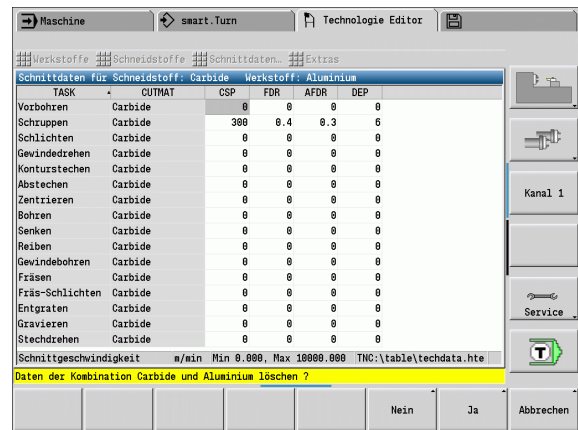 Maschine smart.Turn Technologie Editor
Werkstoffe Schneidstoffe Schnittdaten… Extras
Schnittdaten für Schneidstoff: Carbide Werkstoff: Aluminium
TASK CUTMAT CSP FDR AFDR DEP
Vorbohren Carbide 0 0 0 0
Schruppen Carbide 300 0.4 0.3 6
Schlichten Carbide 0 0 0 0
Gewindedrehen Carbide 0 0 0 0
Konturstechen Carbide 0 0 0 0
Abstechen Carbide 0 0 0 0
Zentrieren Carbide 0 0 0 0
Bohren Carbide 0 0 0 0
Senken Carbide 0 0 0 0
Reiben Carbide 0 0 0 0
Gewindebohren Carbide 0 0 0 0
Fräsen Carbide 0 0 0 0
Fräs-Schlichten Carbide 0 0 0 0
Entgraten Carbide 0 0 0 0
Gravieren Carbide 0 0 0 0
Stechdrehen Carbide 0 0 0 0
Schnittgeschwindigkeit m/min Min 0.000, Max 10000.000 TNC:\table\techdata.hte
Daten der Kombination Carbide und Aluminium löschen ?
Nein Ja Abbrechen
Kanal 1
Service
T